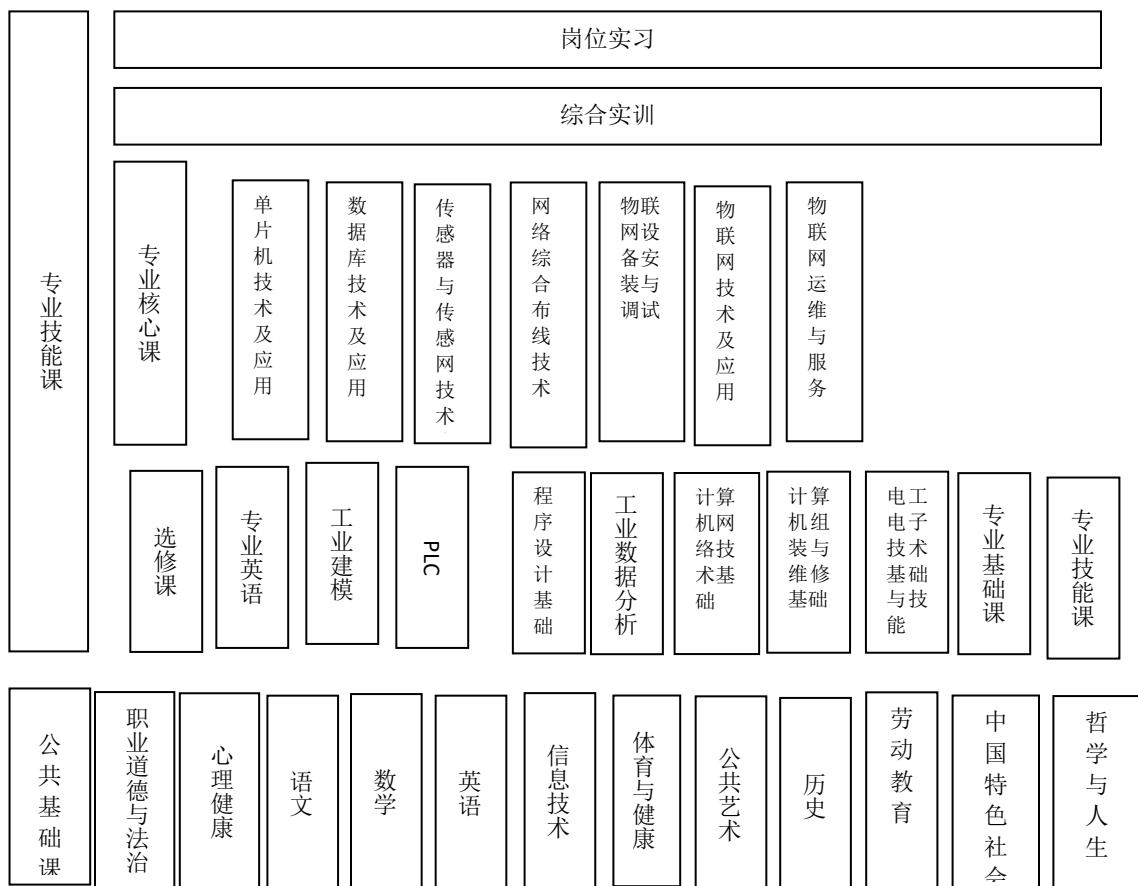 岗位实习
综合实训
专业技能课
专业核心课
单片机技术及应用
数据库技术及应用
传感器与传感网技术
网络综合布线技术
物联网设备安装与调试
物联网技术及应用
物联网运维与服务
选修课
专业英语
工业建模
PLC
程序设计基础
工业数据分析
计算机网络技术基础
计算机组装与维修基础
电工电子技术基础与技能
专业基础课
专业技能课
公共基础课
职业道德与法治
心理健康
语文
数学
英语
信息技术
体育与健康
公共艺术
历史
劳动教育
中国特色社会
哲学与人生